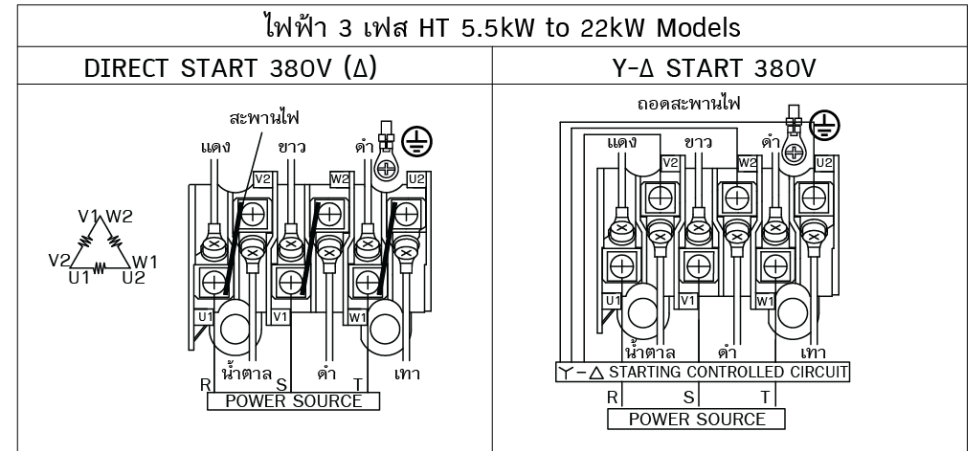 ไฟฟ้า 3 เฟส HT 5.5kW to 22kW Models
DIRECT START 380V (Δ)
สะพานไฟ
แดง ขาว ดำ
V2 W2 U2
V1 W2
V2 W1
U1 U2
U1 V1 W1
น้ำตาล ดำ เทา
R S T
POWER SOURCE
Y-Δ START 380V
ถอดสะพานไฟ
แดง ขาว ดำ
V2 W2 U2
U1 V1 W1
น้ำตาล ดำ เทา
Y-Δ STARTING CONTROLLED CIRCUIT
R S T
POWER SOURCE